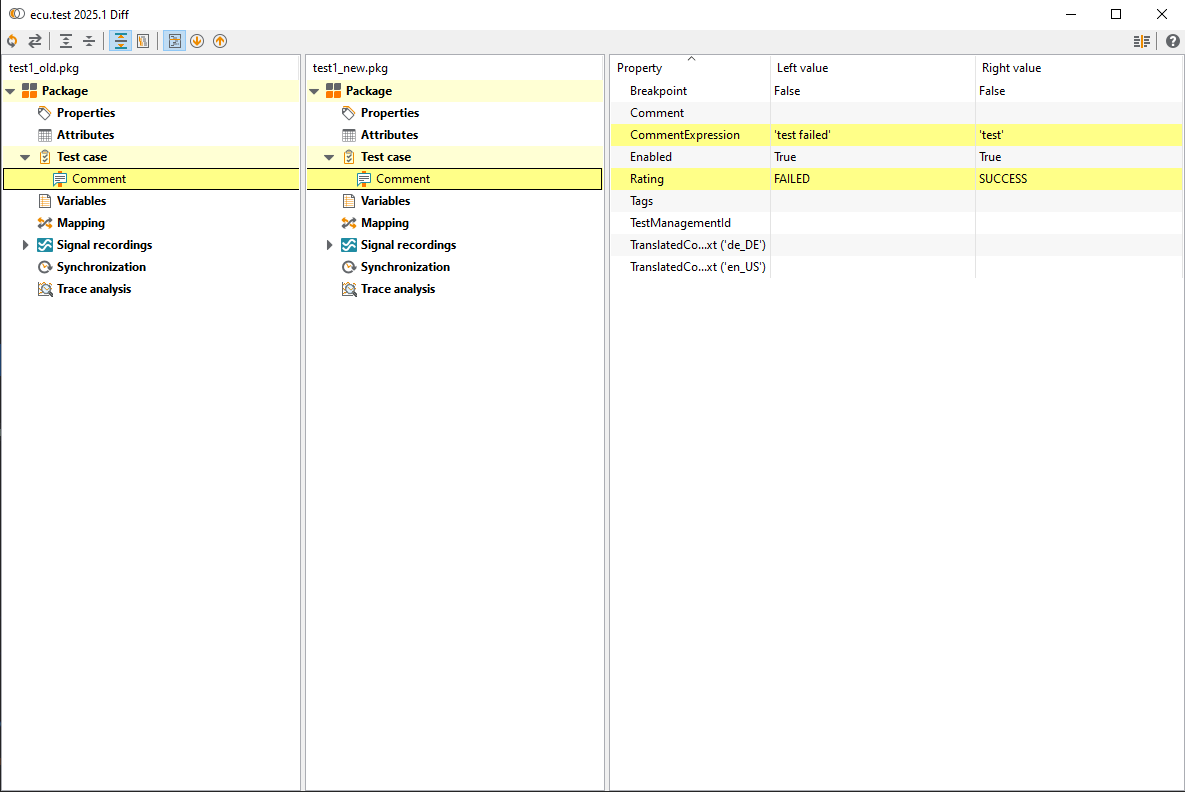 ecu.test 2025.1 Diff
test1_old.pkg
Package
Properties
Attributes
Test case
Comment
Variables
Mapping
Signal recordings
Synchronization
Trace analysis
test1_new.pkg
Package
Properties
Attributes
Test case
Comment
Variables
Mapping
Signal recordings
Synchronization
Trace analysis
Property Left value Right value
Breakpoint False False
Comment
CommentExpression 'test failed' 'test'
Enabled True True
Rating FAILED SUCCESS
Tags
TestManagementId
TranslatedCo...xt ('de_DE')
TranslatedCo...xt ('en_US')